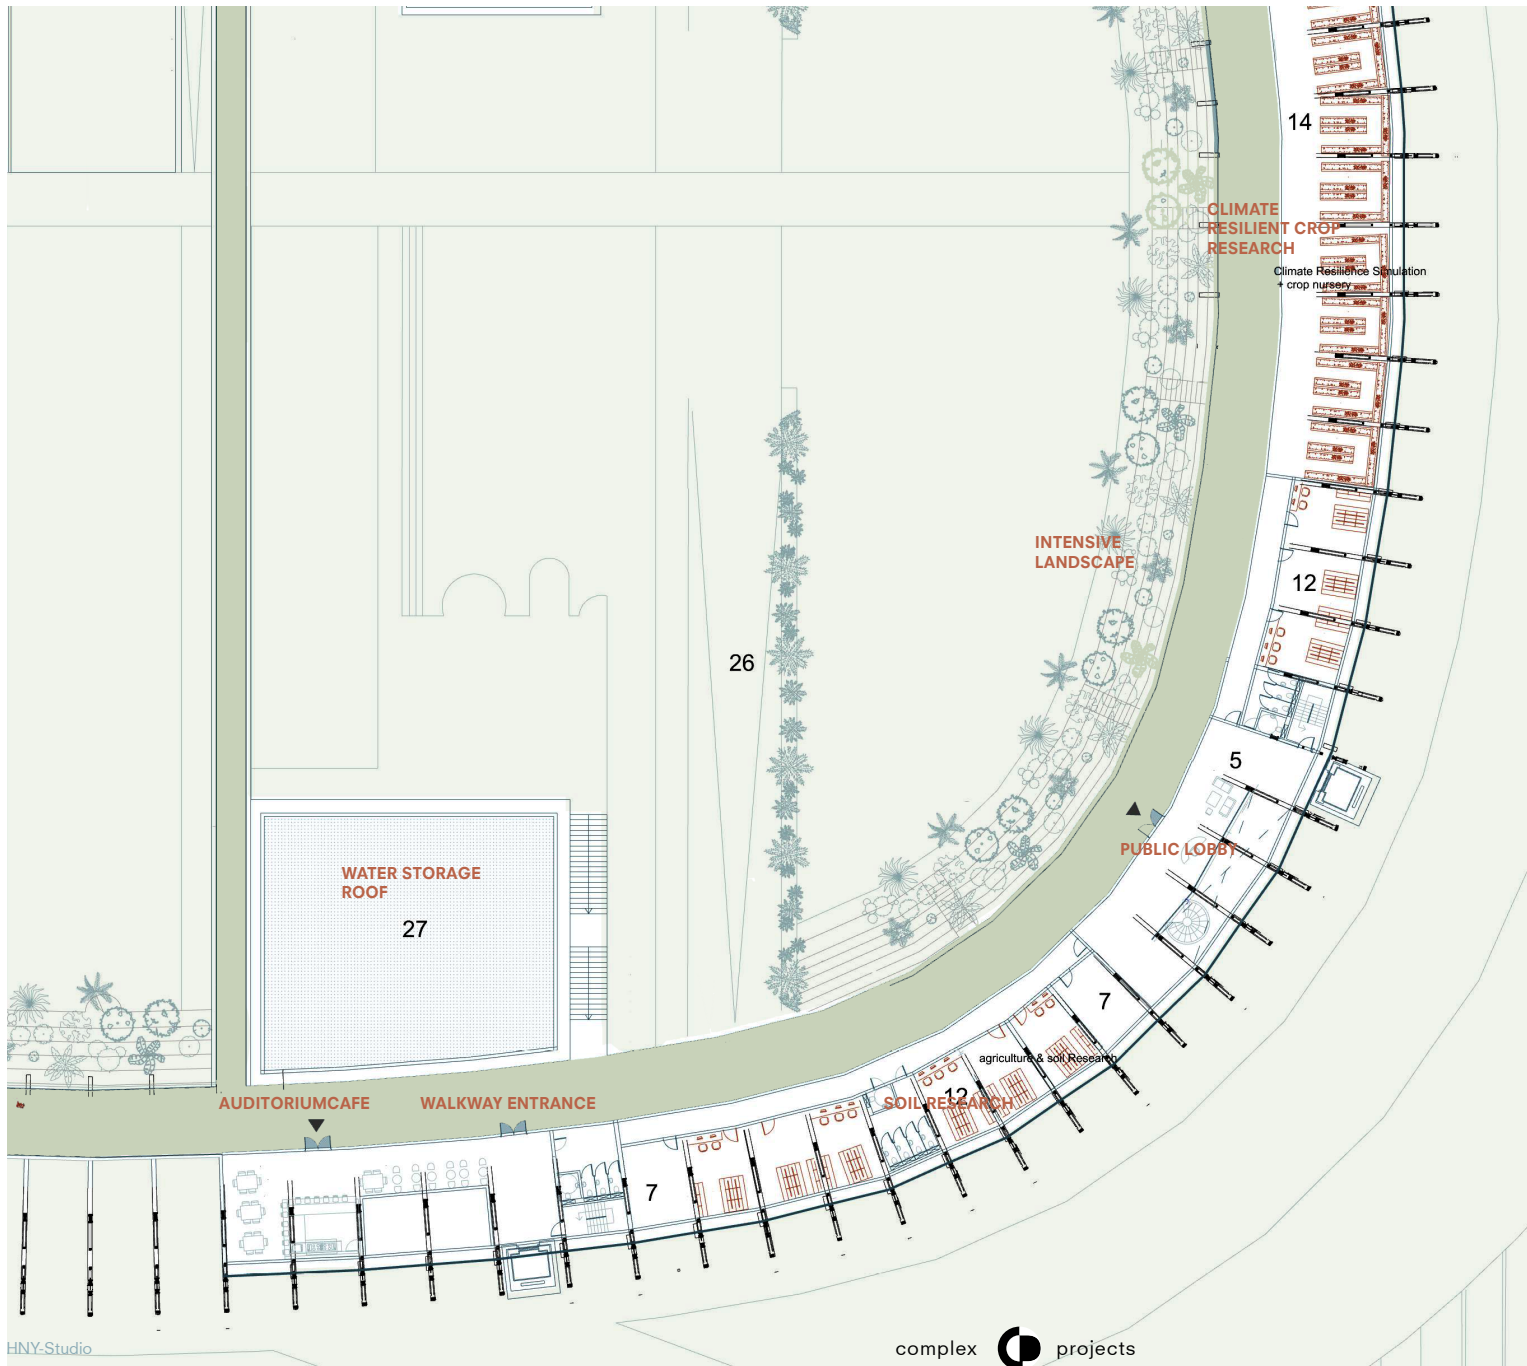 14
CLIMATE
RESILIENT CROP
RESEARCH
Climate Resilience Simulation
+ crop nursery
INTENSIVE
LANDSCAPE
12
26
5
PUBLIC LOBBY
WATER STORAGE
ROOF
27
7
agriculture & soil Research
12
SOIL RESEARCH
AUDITORIUMCAFE
WALKWAY ENTRANCE
7
HNY-Studio
complex projects